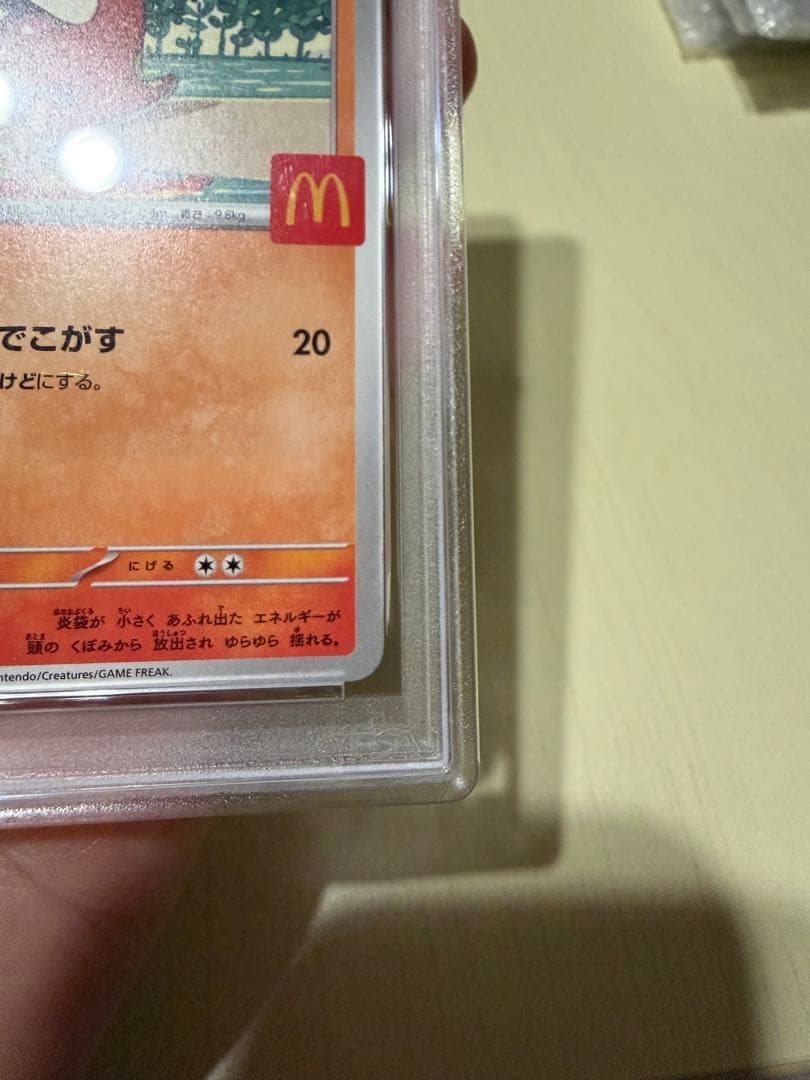 m 重さ 9.8kg
でこがす 20
けどにする。
にげる
炎袋が 小さく あふれ出た エネルギーが
頭の くぼみから 放出され ゆらゆら 揺れる。
ntendo/Creatures/GAME FREAK.
PSA